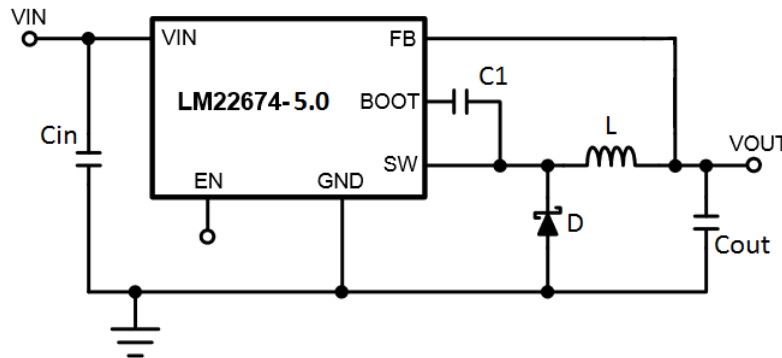 VIN
VIN
FB
C1
LM22674-5.0
BOOT
Cin
L
VOUT
SW
EN
GND
D
Cout